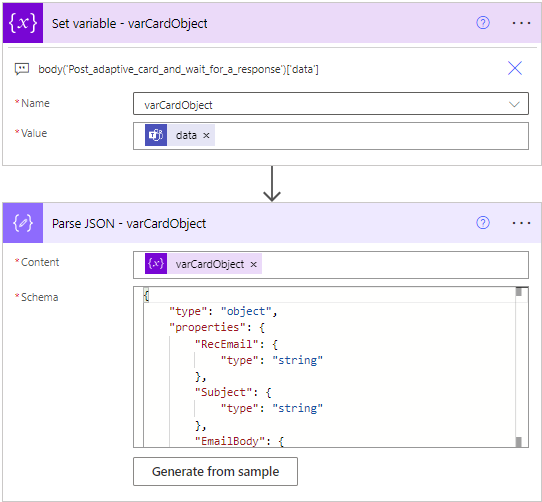 {x} Set variable - varCardObject ? ...
body('Post_adaptive_card_and_wait_for_a_response')['data']
*Name varCardObject
*Value data ×
Parse JSON - varCardObject ? ...
*Content {x} varCardObject ×
*Schema {
"type": "object",
"properties": {
"RecEmail": {
"type": "string"
},
"Subject": {
"type": "string"
},
"EmailBody": {
Generate from sample